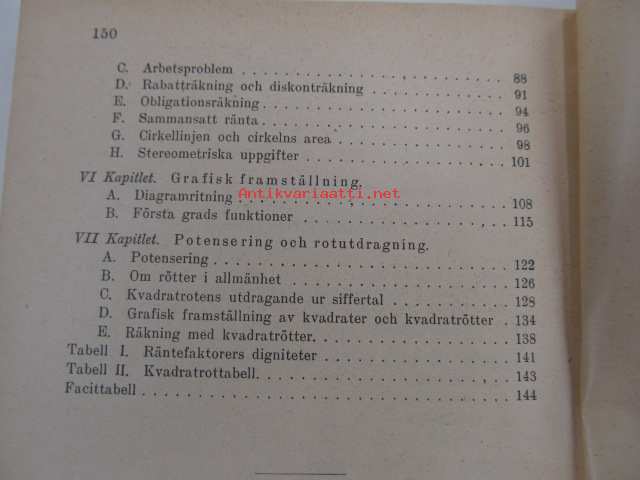 150
C. Arbetsproblem . . . . . . . . . . . . . . . . . . . . 88
D. Rabatträkning och diskonträkning . . . . . . . . . . 91
E. Obligationsräkning . . . . . . . . . . . . . . . . . . 94
F. Sammansatt ränta . . . . . . . . . . . . . . . . . . 96
G. Cirkellinjen och cirkelns area . . . . . . . . . . . . 98
H. Stereometriska uppgifter . . . . . . . . . . . . . . 101
VI Kapitlet. Grafisk framställning.
Antikvariaatti.net
A. Diagramritning . . . . . . . . . . . . . . . . . . . 108
B. Första grads funktioner . . . . . . . . . . . . . . . 115
VII Kapitlet. Potensering och rotutdragning.
A. Potensering . . . . . . . . . . . . . . . . . . . . . 122
B. Om rötter i allmänhet . . . . . . . . . . . . . . . . 126
C. Kvadratrotens utdragande ur siffertal . . . . . . . . 128
D. Grafisk framställning av kvadrater och kvadratrötter . 134
E. Räkning med kvadratrötter. . . . . . . . . . . . . . 138
Tabell I. Räntefaktorers digniteter . . . . . . . . . . . 141
Tabell II. Kvadratrottabell. . . . . . . . . . . . . . . . 143
Facittabell . . . . . . . . . . . . . . . . . . . . . . . 144